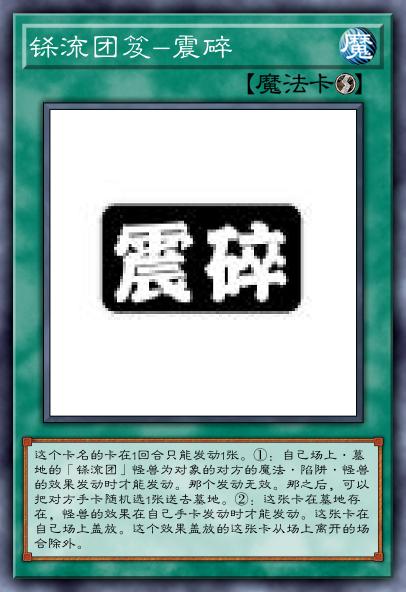 铩流团笈-震碎
魔
【魔法卡】
震碎
这个卡名的卡在1回合只能发动1张。①：自己场上·墓
地的「铩流团」怪兽为对象的对方的魔法·陷阱·怪兽
的效果发动时才能发动。那个发动无效。那之后，可以
把对方手卡随机选1张送去墓地。②：这张卡在墓地存
在，怪兽的效果在自己手卡发动时才能发动。这张卡在
自己场上盖放。这个效果盖放的这张卡从场上离开的场
合除外。